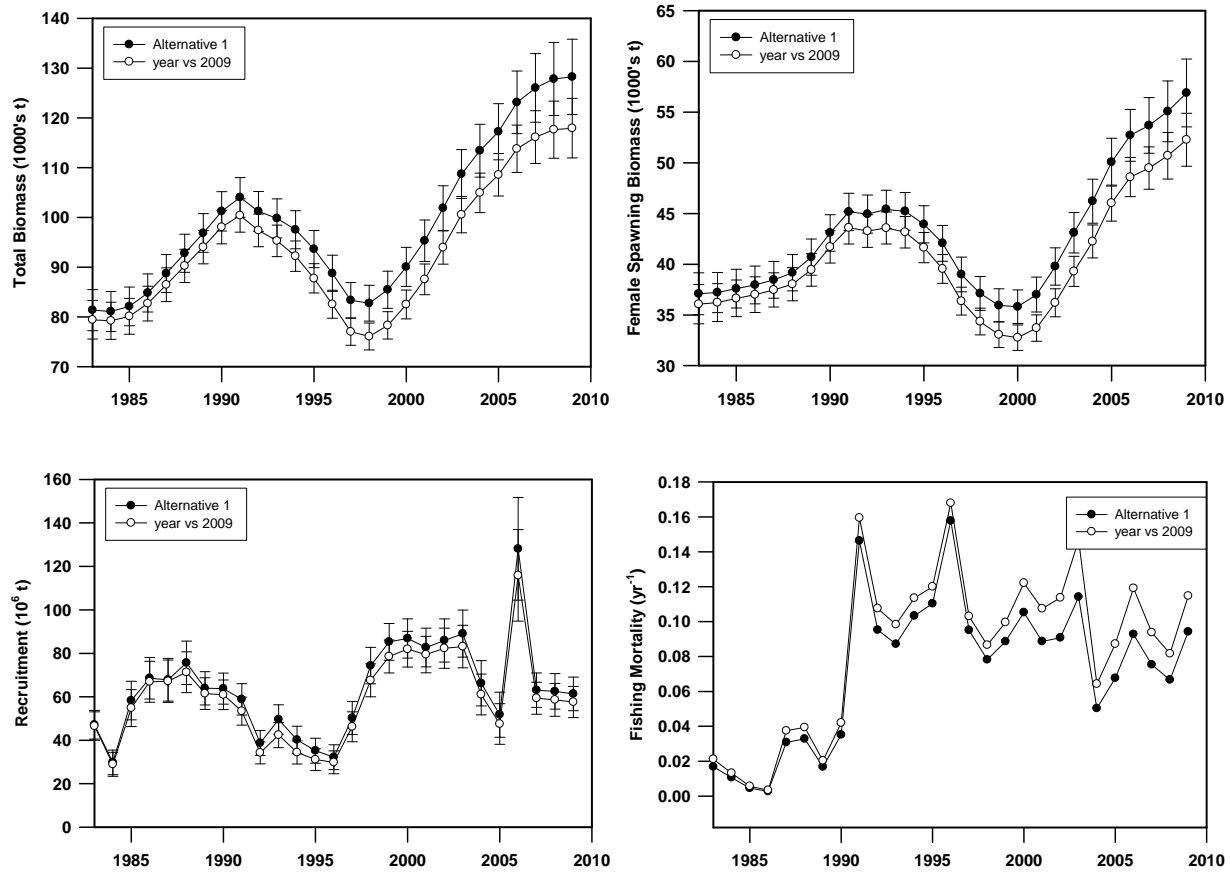 Total Biomass (1000's t)
140
130
120
110
100
90
80
70
Alternative 1
year vs 2009
1985 1990 1995 2000 2005 2010
Female Spawning Biomass (1000's t)
65
60
55
50
45
40
35
30
Alternative 1
year vs 2009
1985 1990 1995 2000 2005 2010
Recruitment (10⁶ t)
160
140
120
100
80
60
40
20
0
Alternative 1
year vs 2009
1985 1990 1995 2000 2005 2010
Fishing Mortality (yr⁻¹)
0.18
0.16
0.14
0.12
0.10
0.08
0.06
0.04
0.02
0.00
Alternative 1
year vs 2009
1985 1990 1995 2000 2005 2010